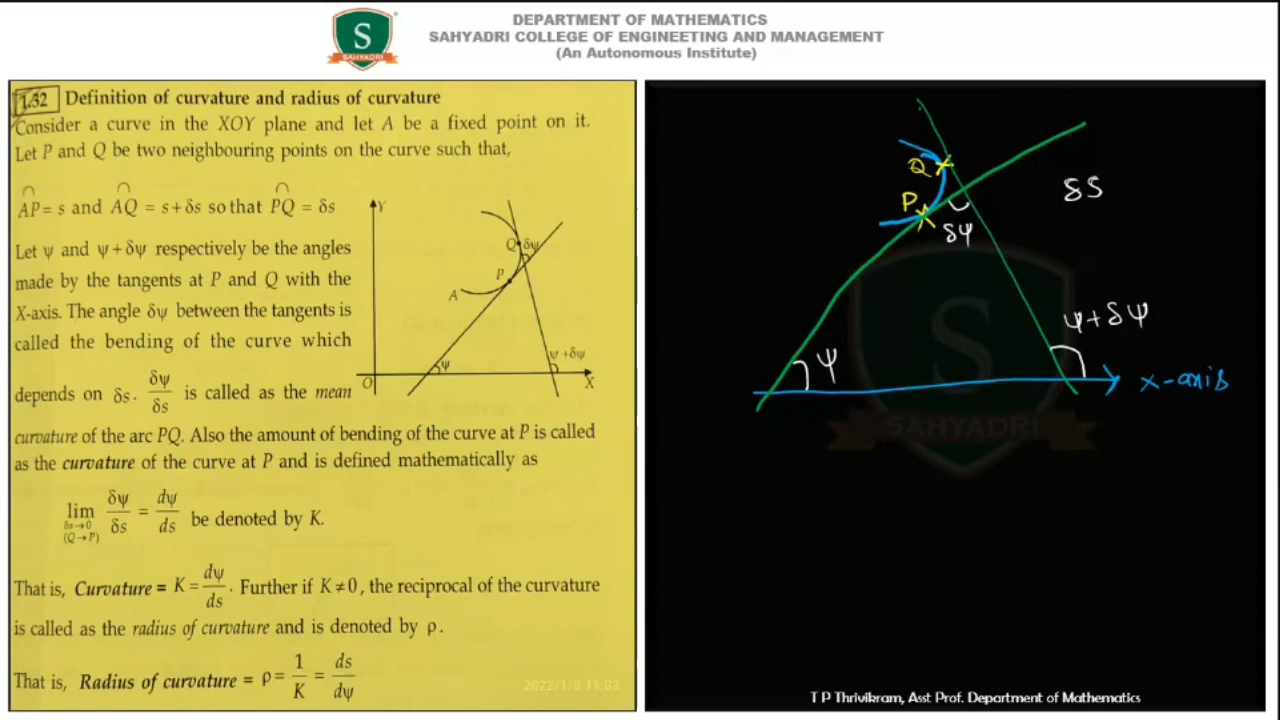 DEPARTMENT OF MATHEMATICS
SAHYADRI COLLEGE OF ENGINEETING AND MANAGEMENT
(An Autonomous Institute)
S
SAHYADRI
1.32 Definition of curvature and radius of curvature
Consider a curve in the XOY plane and let A be a fixed point on it.
Let P and Q be two neighbouring points on the curve such that,
⌒AP = s and ⌒AQ = s + δs so that ⌒PQ = δs
Let ψ and ψ + δψ respectively be the angles
made by the tangents at P and Q with the
X-axis. The angle δψ between the tangents is
called the bending of the curve which
depends on δs. δψ/δs is called as the mean
curvature of the arc PQ. Also the amount of bending of the curve at P is called
as the curvature of the curve at P and is defined mathematically as
lim δs→0 (Q→P) δψ/δs = dψ/ds be denoted by K.
That is, Curvature = K = dψ/ds. Further if K ≠ 0, the reciprocal of the curvature
is called as the radius of curvature and is denoted by ρ.
That is, Radius of curvature = ρ = 1/K = ds/dψ
2022/1/8 11:03
Y
Q
δψ
P
A
ψ
ψ + δψ
O
X
Q
P
δs
δψ
ψ+δψ
ψ
x-axis
S
SAHYADRI
T P Thrivikram, Asst Prof. Department of Mathematics